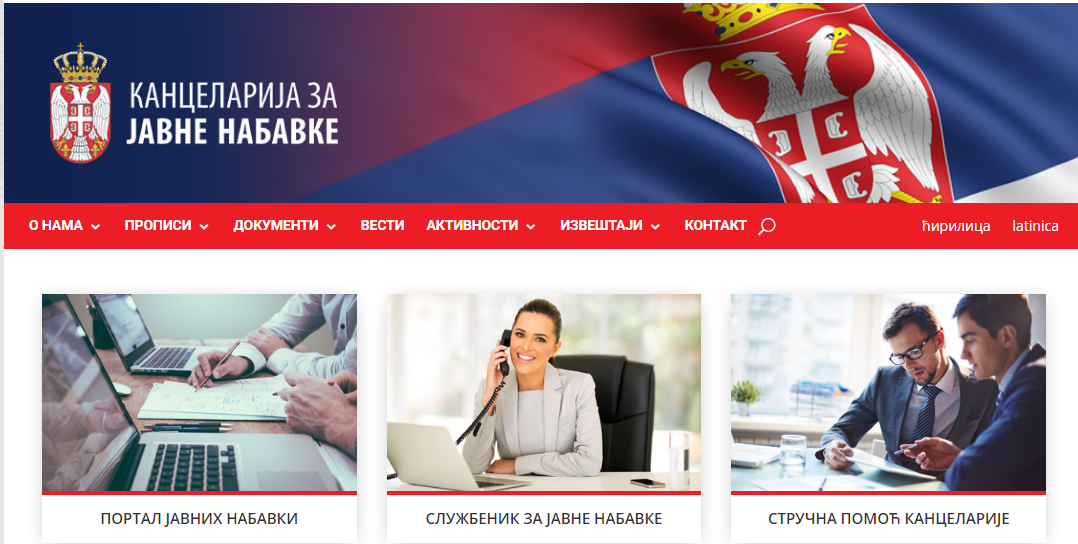 КАНЦЕЛАРИЈА ЗА
ЈАВНЕ НАБАВКЕ
О НАМА ПРОПИСИ ДОКУМЕНТИ ВЕСТИ АКТИВНОСТИ ИЗВЕШТАЈИ КОНТАКТ ћирилица latinica
ПОРТАЛ ЈАВНИХ НАБАВКИ
СЛУЖБЕНИК ЗА ЈАВНЕ НАБАВКЕ
СТРУЧНА ПОМОЋ КАНЦЕЛАРИЈЕ